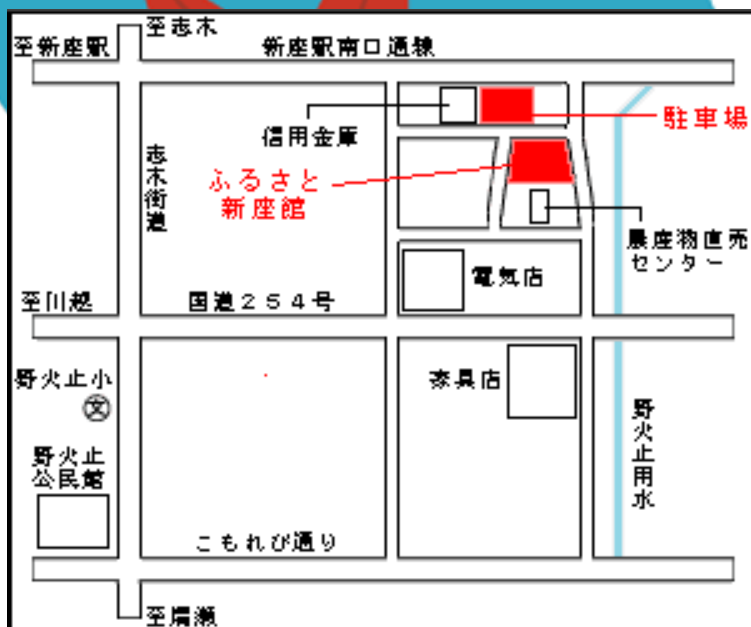 至志木
至新座駅
新座駅南口通線
駐車場
信用金庫
志木街道
ふるさと
新座館
農産物直売
センター
電気店
至川越
国道254号
野火止小
文
家具店
野火止用水
野火止
公民館
こもれび通り